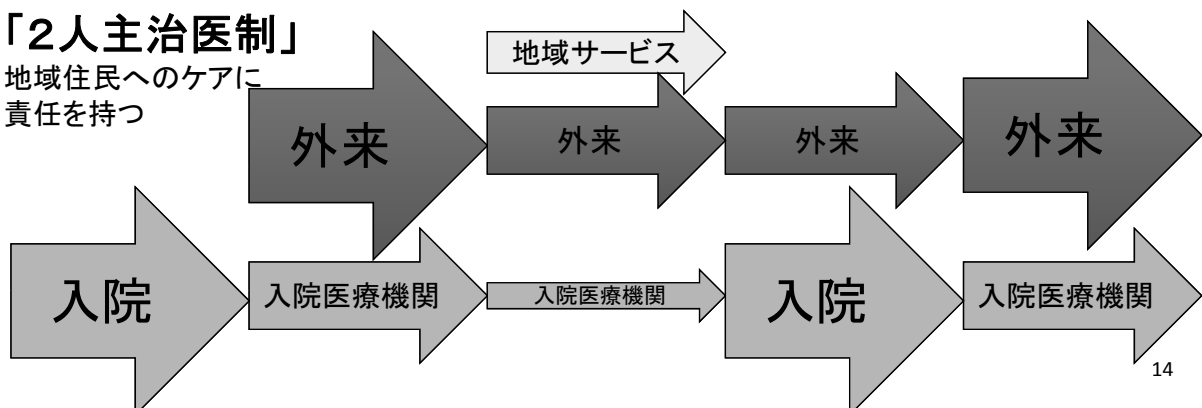 「２人主治医制」
地域住民へのケアに
責任を持つ
地域サービス
外来
外来
外来
外来
入院
入院医療機関
入院医療機関
入院
入院医療機関
14